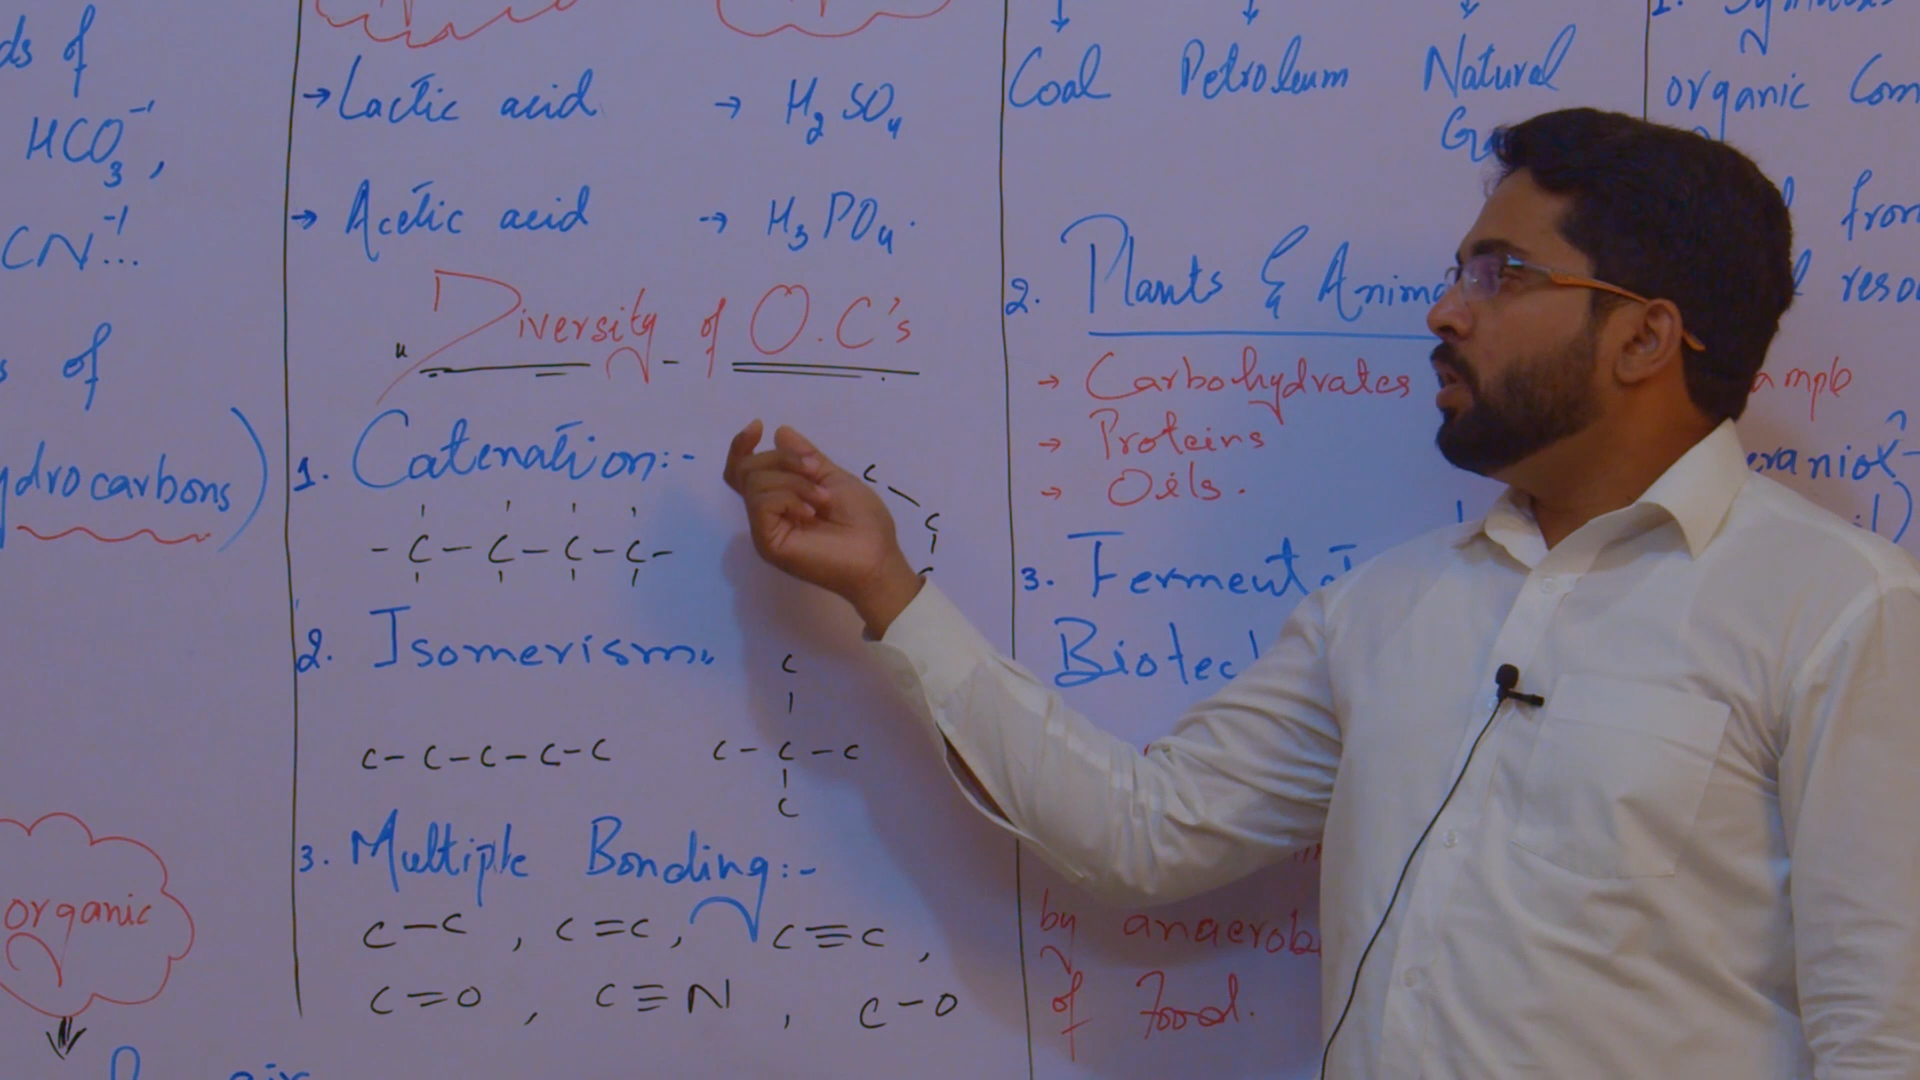 ds of
HCO3-1,
CN-1...
s of
ydrocarbons)
organic
→ Lactic acid → H2SO4
→ Acetic acid → H3PO4.
Diversity of O.C's
1. Catenation:-
- C - C - C - C -
C
C
2. Isomerism
C - C - C - C - C
C
C - C - C
C
3. Multiple Bonding:-
C-C, C=C, C≡C,
C=O, C≡N, C-O
Coal Petroleum Natural
2. Plants & Anima
→ Carbohydrates
→ Proteins
→ Oils.
3. Ferment
Biotec
by anaerob
of Food.
1.
organic Com
from
reso